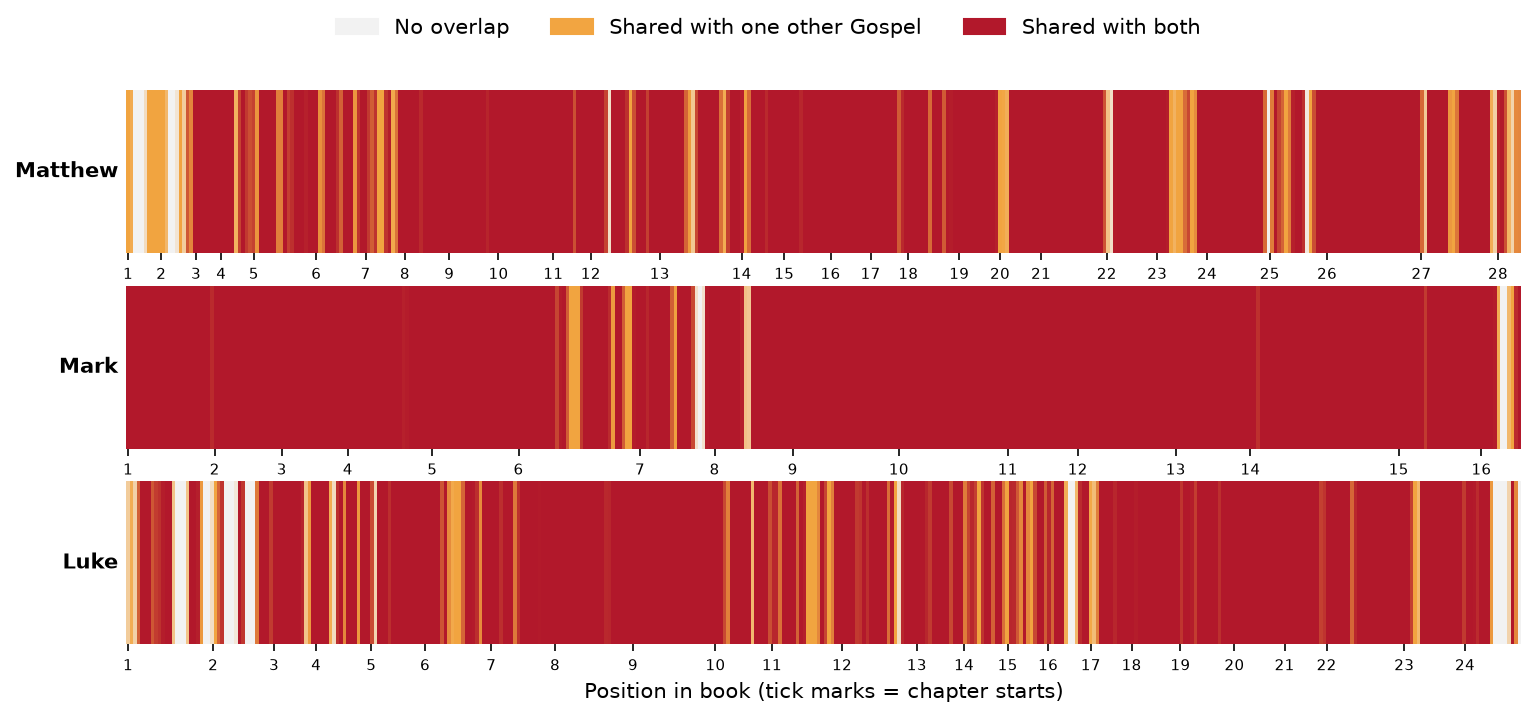 No overlap Shared with one other Gospel Shared with both
Matthew
1 2 3 4 5 6 7 8 9 10 11 12 13 14 15 16 17 18 19 20 21 22 23 24 25 26 27 28
Mark
1 2 3 4 5 6 7 8 9 10 11 12 13 14 15 16
Luke
1 2 3 4 5 6 7 8 9 10 11 12 13 14 15 16 17 18 19 20 21 22 23 24
Position in book (tick marks = chapter starts)